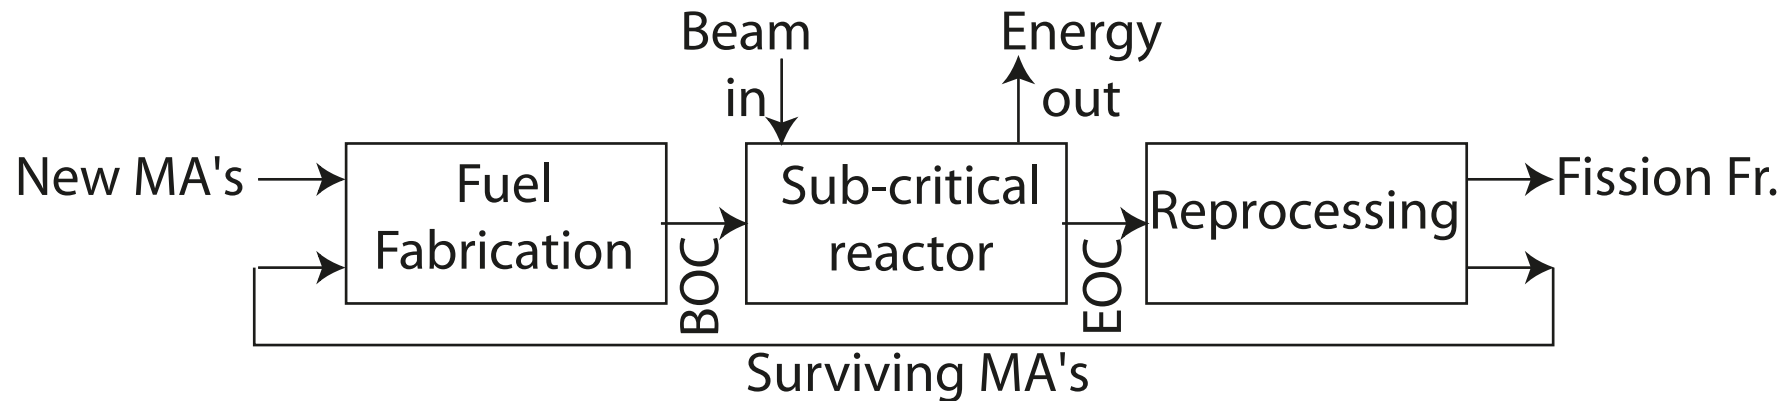 Beam
in
Energy
out
New MA's
Fuel
Fabrication
BOC
Sub-critical
reactor
EOC
Reprocessing
Fission Fr.
Surviving MA's